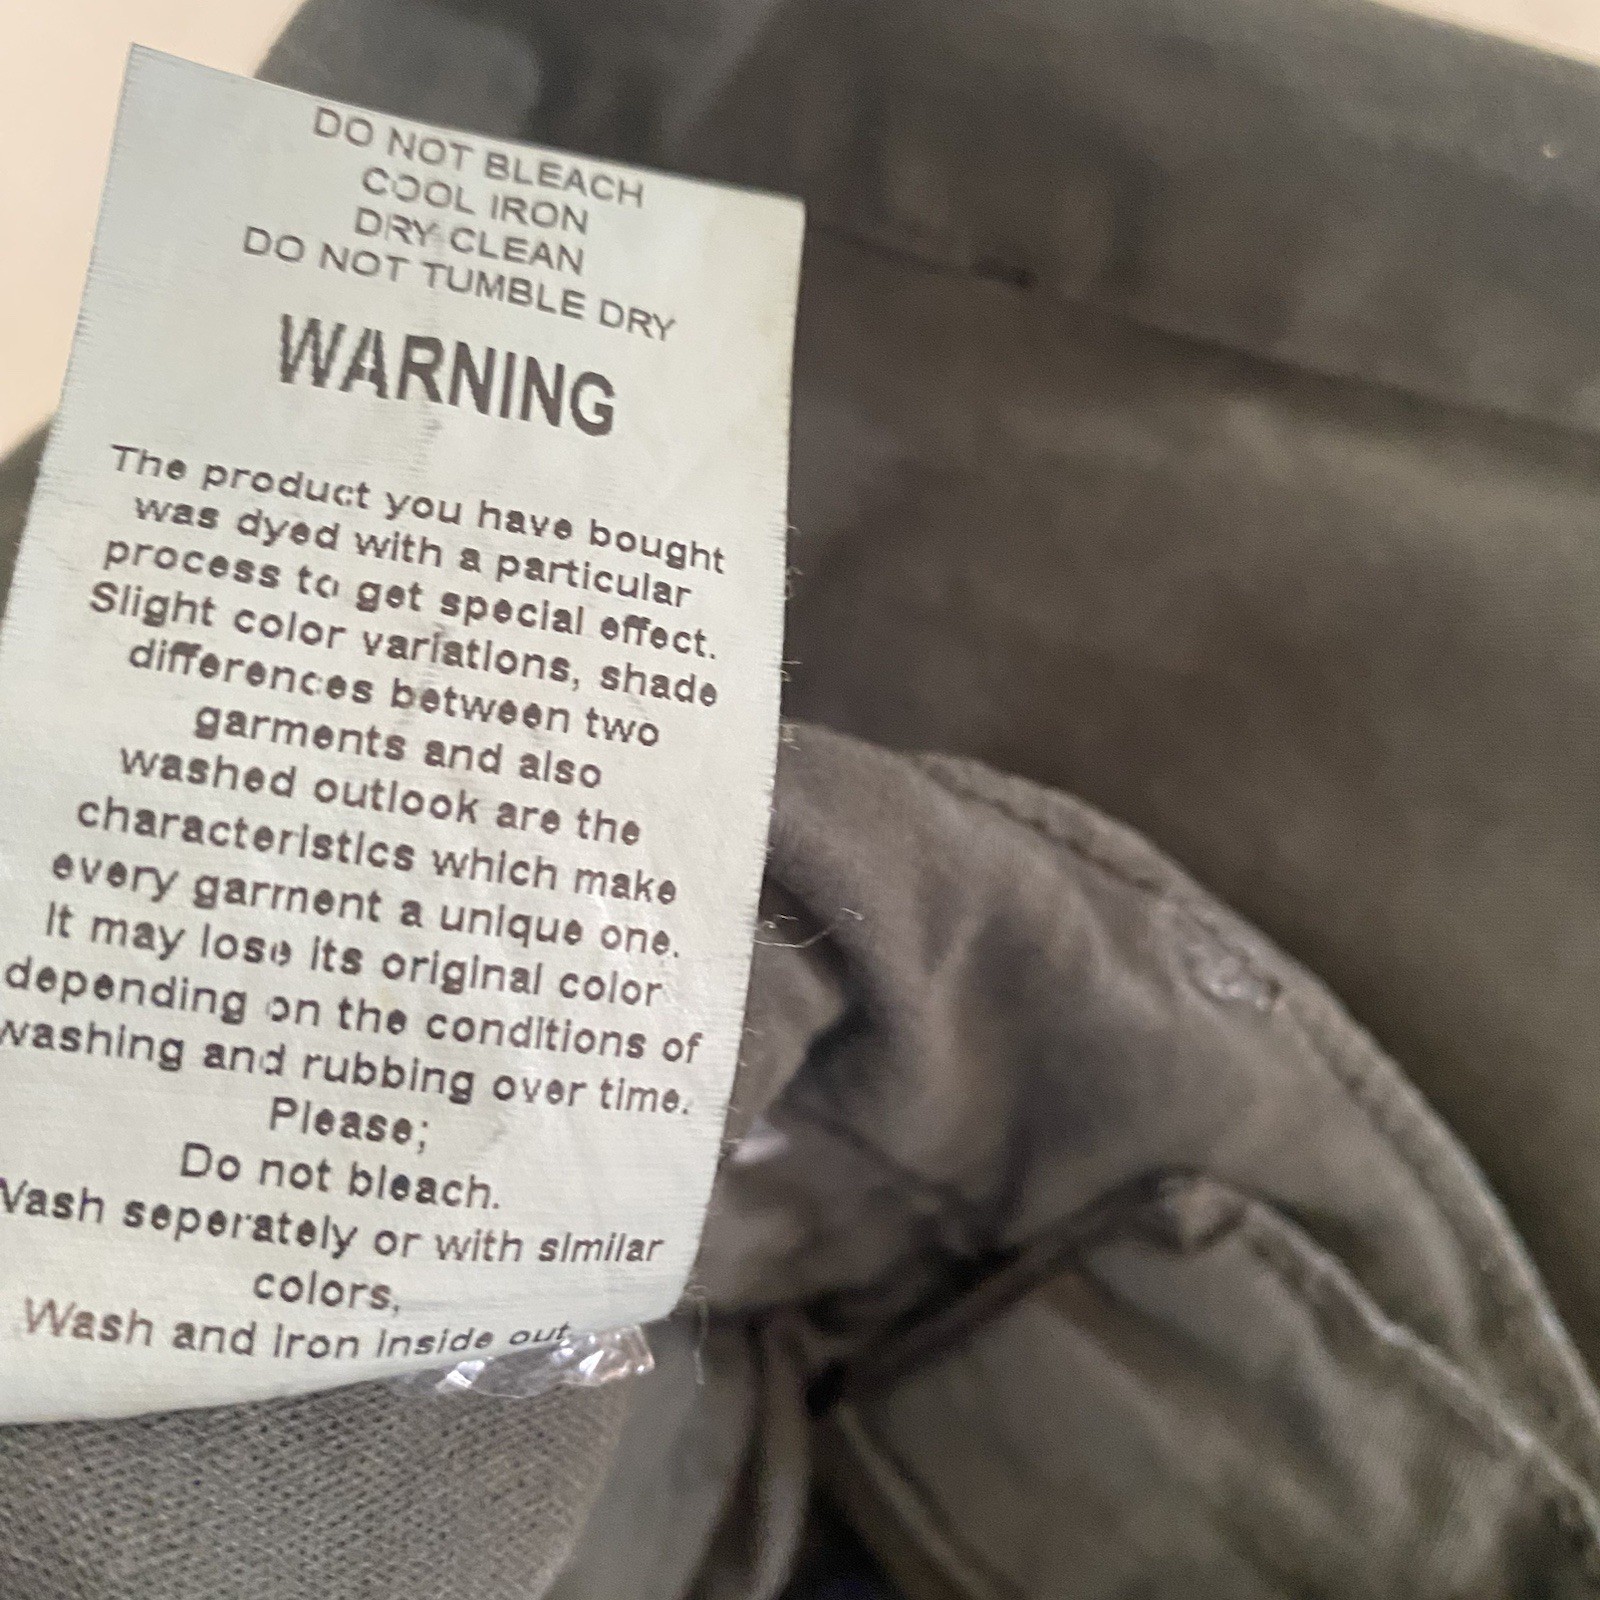 DO NOT BLEACH
COOL IRON
DRY CLEAN
DO NOT TUMBLE DRY
WARNING
The product you have bought
was dyed with a particular
process to get special effect.
Slight color variations, shade
differences between two
garments and also
washed outlook are the
characteristics which make
every garment a unique one.
It may lose its original color
depending on the conditions of
washing and rubbing over time.
Please;
Do not bleach.
Wash seperately or with similar
colors,
Wash and iron inside out.